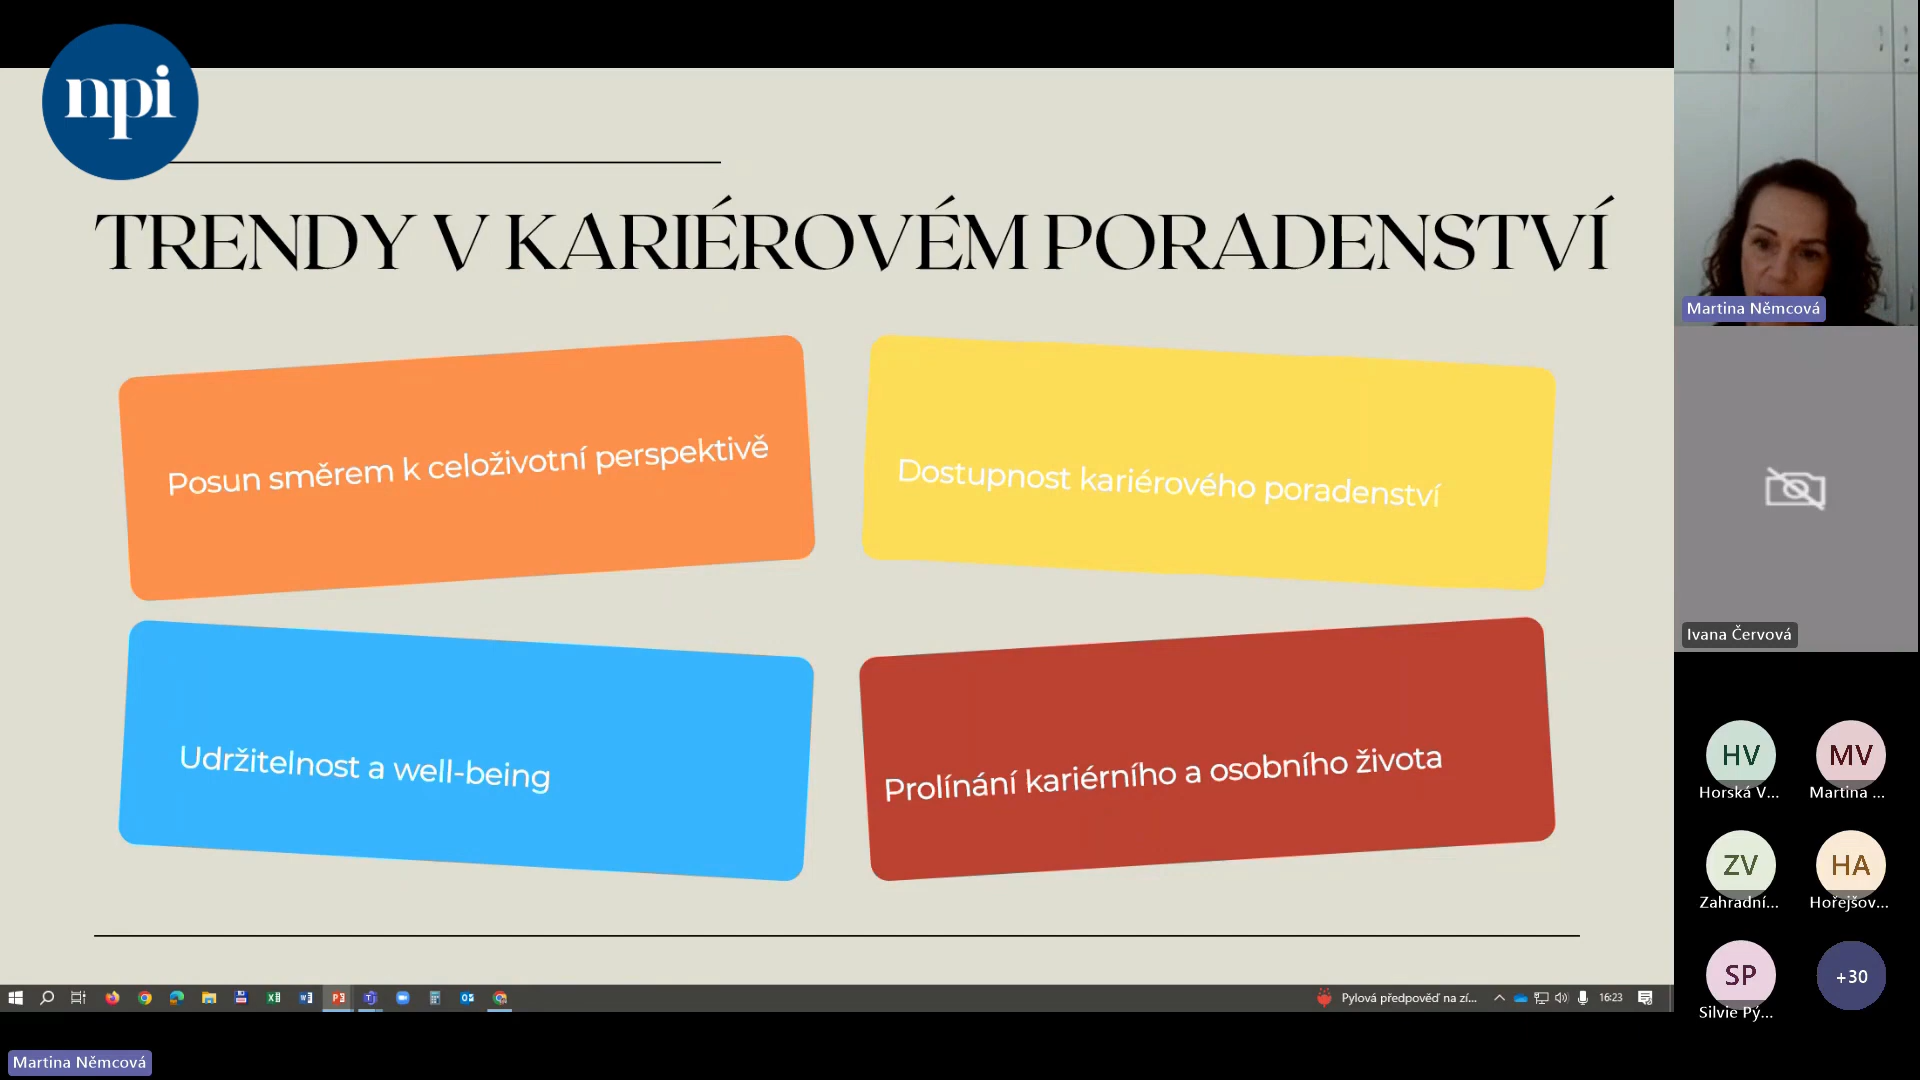 npi
TRENDY V KARIÉROVÉM PORADENSTVÍ
Posun směrem k celoživotní perspektivě
Dostupnost kariérového poradenství
Udržitelnost a well-being
Prolínání kariérního a osobního života
Martina Němcová
Ivana Červová
HV
MV
Horská V...
Martina ...
ZV
HA
Zahradní...
Hořejšov...
SP
+30
Silvie Pý...
Pylová předpověď na zí...
16:23
Martina Němcová